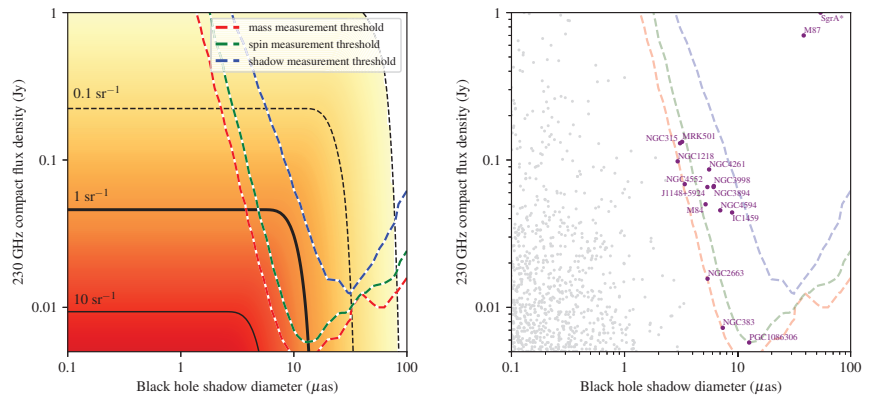 mass measurement threshold
spin measurement threshold
shadow measurement threshold
0.1 sr⁻¹
1 sr⁻¹
10 sr⁻¹
1
0.1
0.01
0.1
1
10
100
230 GHz compact flux density (Jy)
Black hole shadow diameter (μas)
SgrA*
M87
NGC315
MRK501
NGC1218
NGC4261
NGC4552
NGC3998
J1148+5924
NGC3894
M84
NGC4594
IC1459
NGC2663
NGC383
PGC1086306
1
0.1
0.01
0.1
1
10
100
230 GHz compact flux density (Jy)
Black hole shadow diameter (μas)